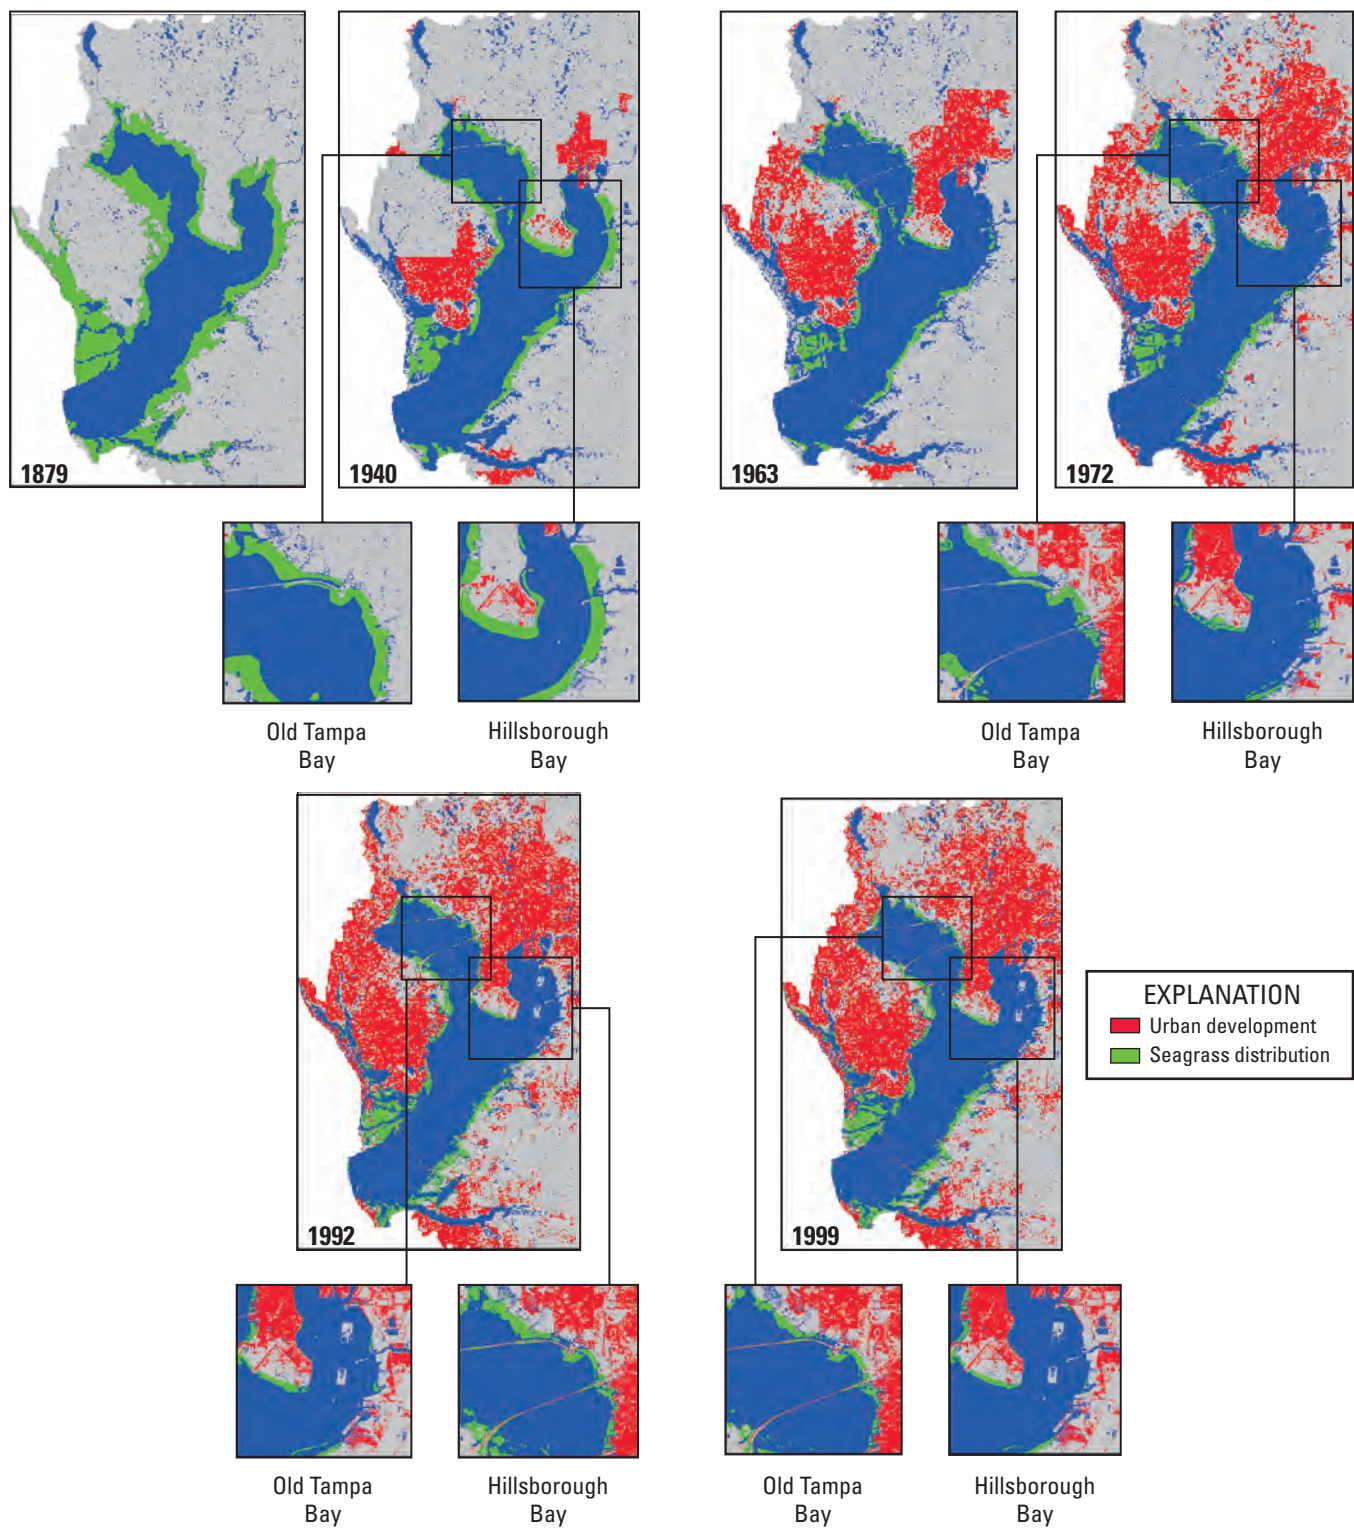 1879
1940
1963
1972
Old Tampa
Bay
Hillsborough
Bay
Old Tampa
Bay
Hillsborough
Bay
1992
1999
EXPLANATION
Urban development
Seagrass distribution
Old Tampa
Bay
Hillsborough
Bay
Old Tampa
Bay
Hillsborough
Bay